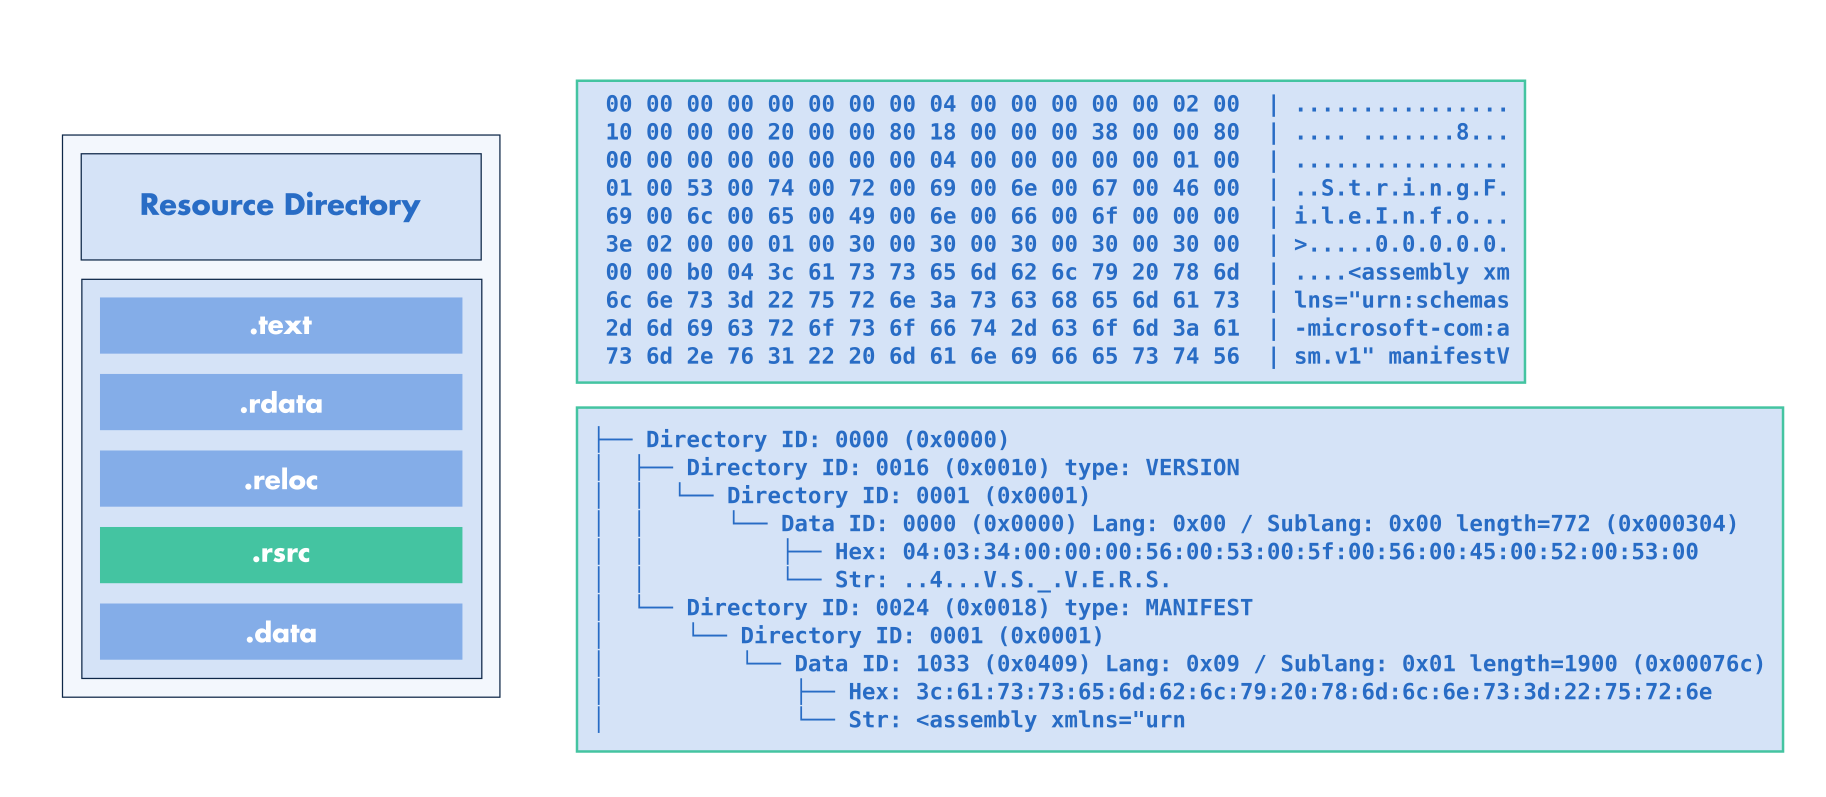 Resource Directory
.text
.rdata
.reloc
.rsrc
.data
00 00 00 00 00 00 00 00 04 00 00 00 00 00 02 00 | ................
10 00 00 00 20 00 00 80 18 00 00 00 38 00 00 80 | .... .......8...
00 00 00 00 00 00 00 00 04 00 00 00 00 00 01 00 | ................
01 00 53 00 74 00 72 00 69 00 6e 00 67 00 46 00 | ..S.t.r.i.n.g.F.
69 00 6c 00 65 00 49 00 6e 00 66 00 6f 00 00 00 | i.l.e.I.n.f.o...
3e 02 00 00 01 00 30 00 30 00 30 00 30 00 30 00 | >.....0.0.0.0.0.
00 00 b0 04 3c 61 73 73 65 6d 62 6c 79 20 78 6d | ....<assembly xm
6c 6e 73 3d 22 75 72 6e 3a 73 63 68 65 6d 61 73 | lns="urn:schemas
2d 6d 69 63 72 6f 73 6f 66 74 2d 63 6f 6d 3a 61 | -microsoft-com:a
73 6d 2e 76 31 22 20 6d 61 6e 69 66 65 73 74 56 | sm.v1" manifestV
Directory ID: 0000 (0x0000)
Directory ID: 0016 (0x0010) type: VERSION
Directory ID: 0001 (0x0001)
Data ID: 0000 (0x0000) Lang: 0x00 / Sublang: 0x00 length=772 (0x000304)
Hex: 04:03:34:00:00:00:56:00:53:00:5f:00:56:00:45:00:52:00:53:00
Str: ..4...V.S._.V.E.R.S.
Directory ID: 0024 (0x0018) type: MANIFEST
Directory ID: 0001 (0x0001)
Data ID: 1033 (0x0409) Lang: 0x09 / Sublang: 0x01 length=1900 (0x00076c)
Hex: 3c:61:73:73:65:6d:62:6c:79:20:78:6d:6c:6e:73:3d:22:75:72:6e
Str: <assembly xmlns="urn